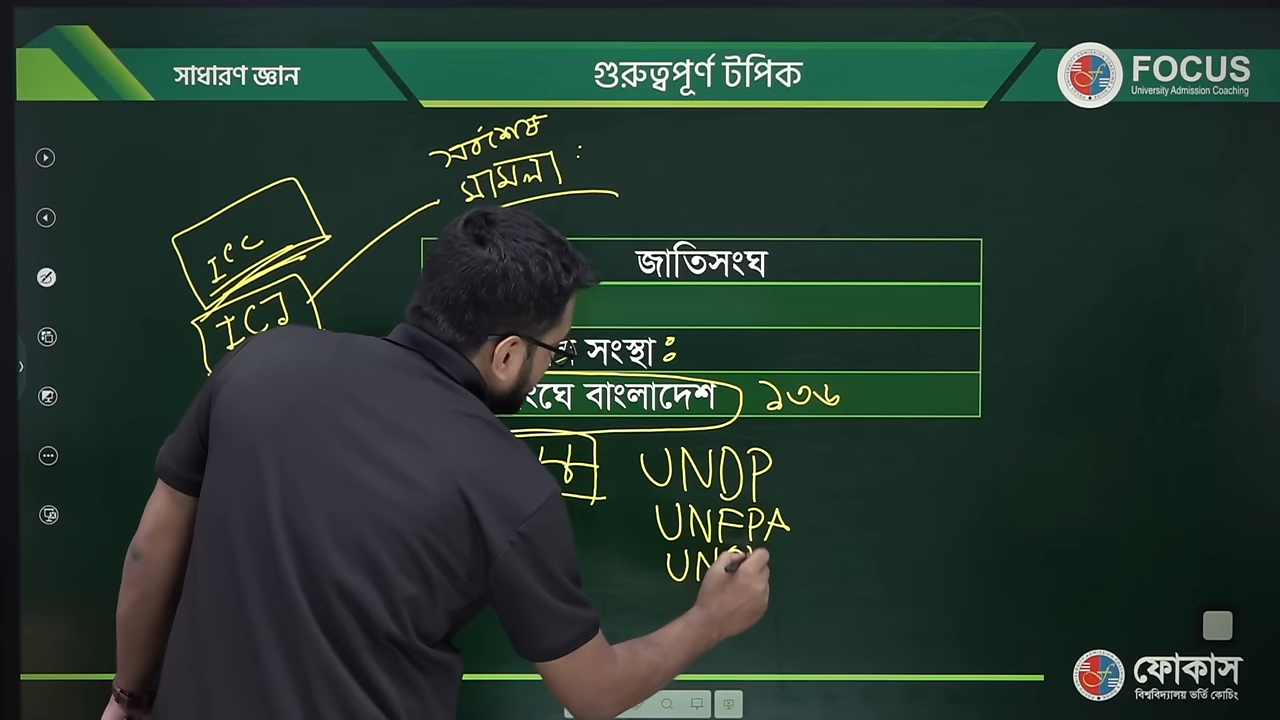 সাধারণ জ্ঞান
গুরুত্বপূর্ণ টপিক
FOCUS
University Admission Coaching
সর্বশেষ
মামলা :
ICC
ICJ
জাতিসংঘ
সংস্থা :
বাংলাদেশ ১৩৬
UNDP
UNFPA
ফোকাস
বিশ্ববিদ্যালয় ভর্তি কোচিং